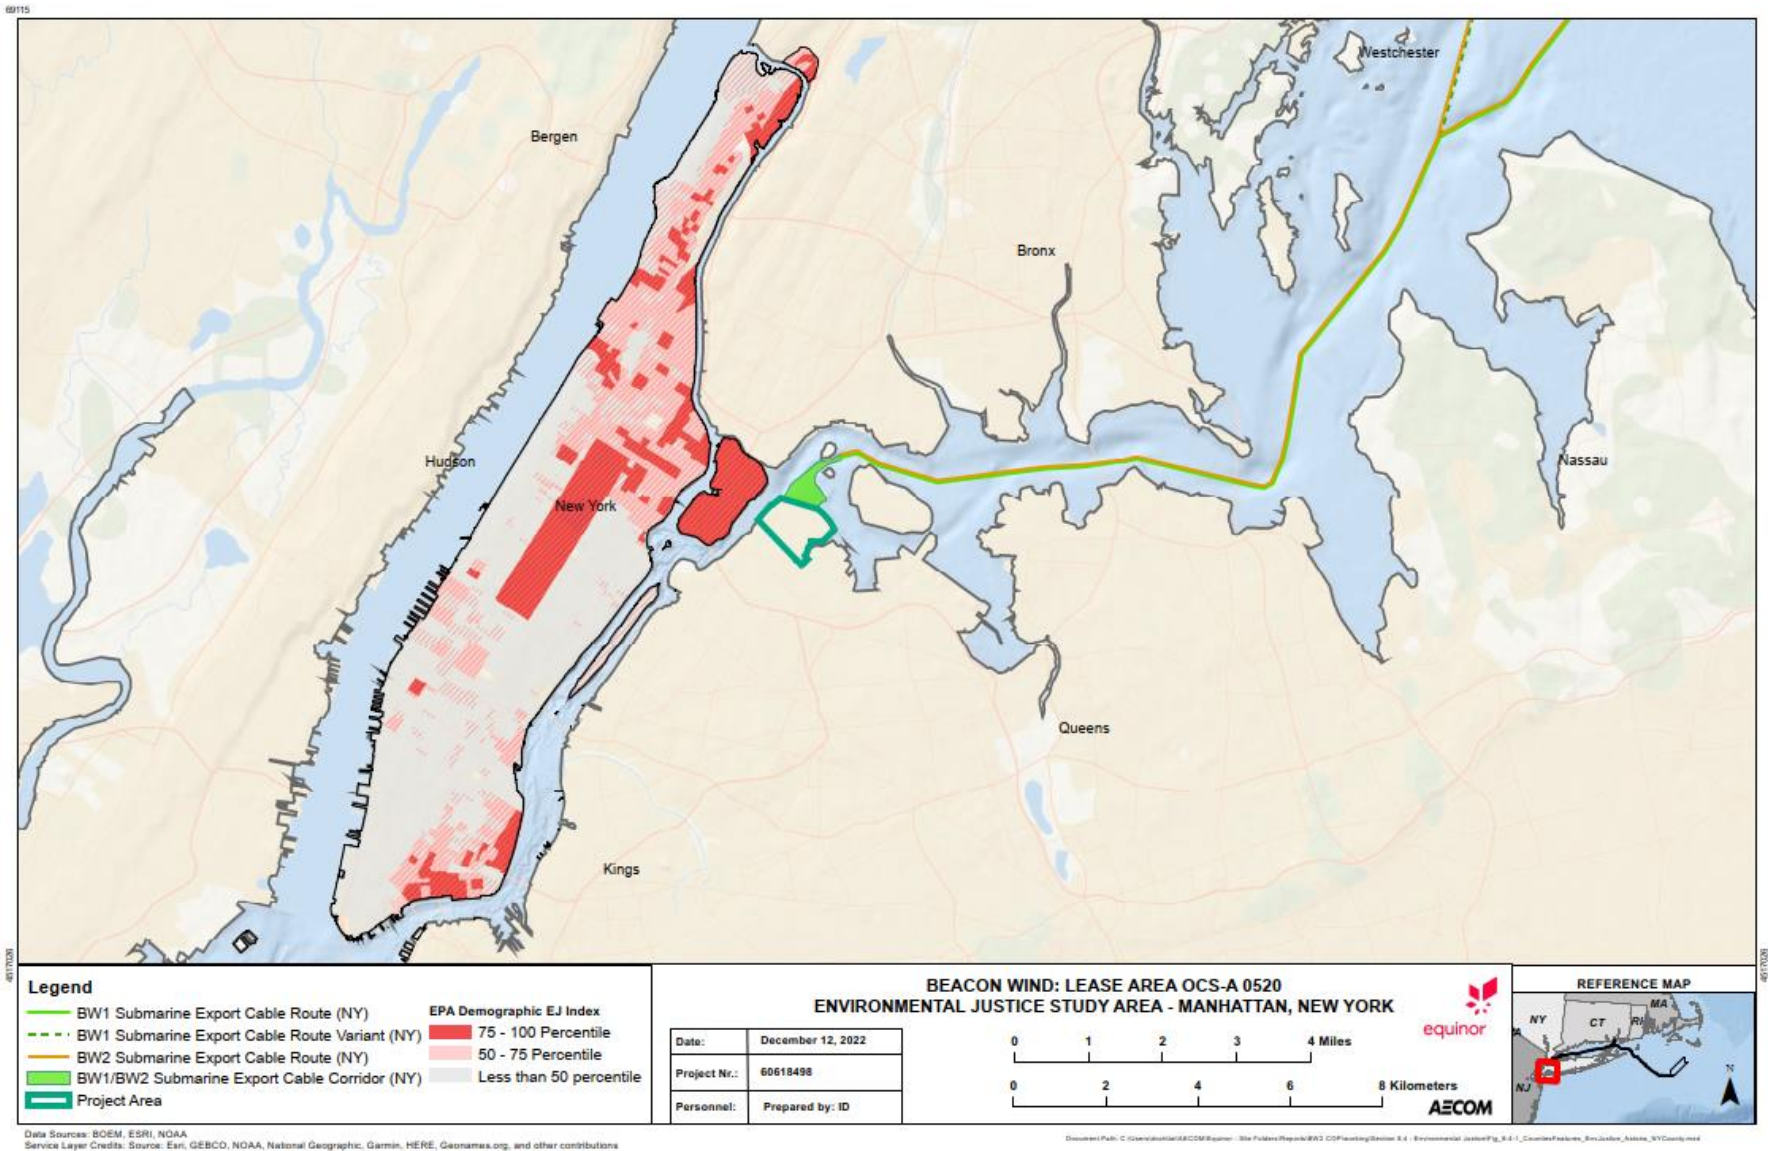 69115
Westchester
Bergen
Bronx
Hudson
Nassau
New York
Queens
Kings
4517026
4517026
Legend
BW1 Submarine Export Cable Route (NY)
BW1 Submarine Export Cable Route Variant (NY)
BW2 Submarine Export Cable Route (NY)
BW1/BW2 Submarine Export Cable Corridor (NY)
Project Area
EPA Demographic EJ Index
75 - 100 Percentile
50 - 75 Percentile
Less than 50 percentile
BEACON WIND: LEASE AREA OCS-A 0520
ENVIRONMENTAL JUSTICE STUDY AREA - MANHATTAN, NEW YORK
Date: December 12, 2022
Project Nr.: 60618498
Personnel: Prepared by: ID
0 1 2 3 4 Miles
0 2 4 6 8 Kilometers
equinor
AECOM
REFERENCE MAP
NY
CT
RI
MA
NJ
N
Data Sources: BOEM, ESRI, NOAA
Service Layer Credits: Source: Esri, GEBCO, NOAA, National Geographic, Garmin, HERE, Geonames.org, and other contributions